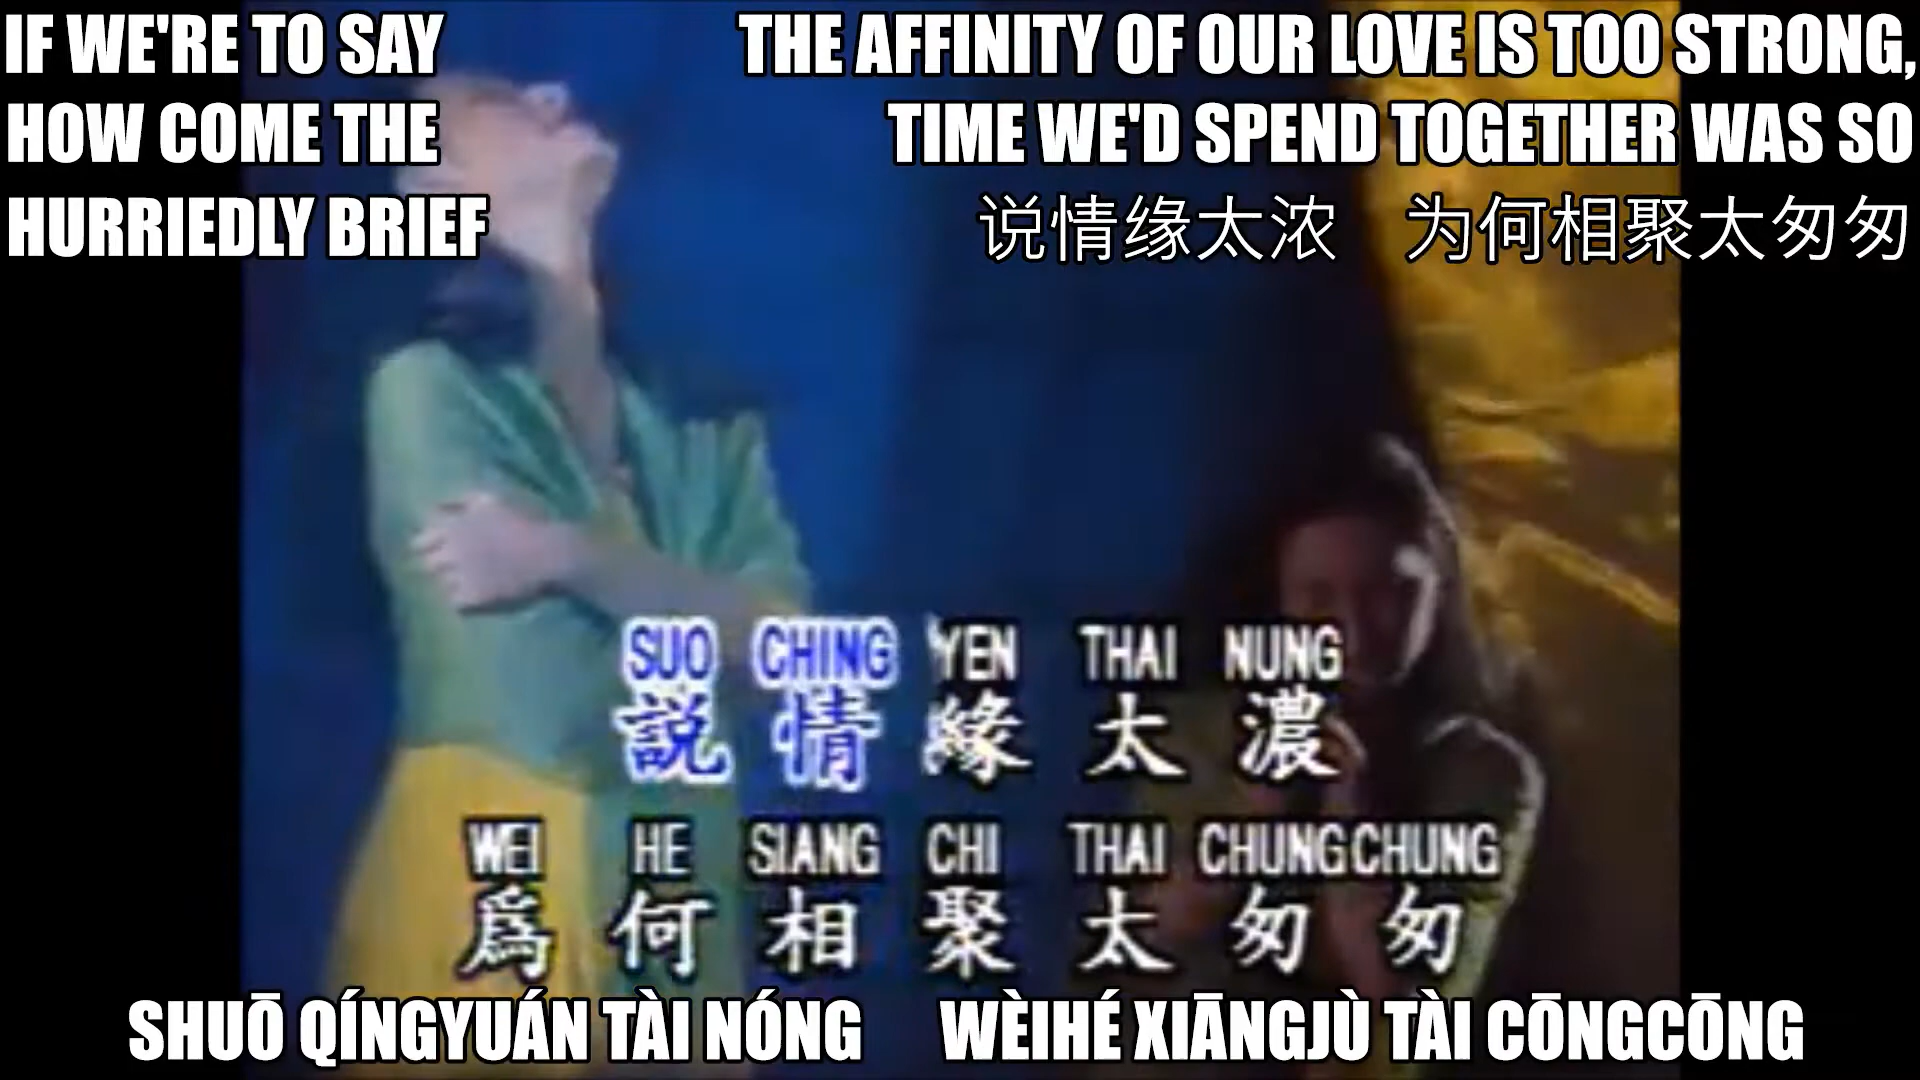 IF WE'RE TO SAY THE AFFINITY OF OUR LOVE IS TOO STRONG,
HOW COME THE TIME WE'D SPEND TOGETHER WAS SO
HURRIEDLY BRIEF
说情缘太浓 为何相聚太匆匆
SUO CHING YEN THAI NUNG
説情緣太濃
WEI HE SIANG CHI THAI CHUNG CHUNG
爲何相聚太匆匆
SHUŌ QÍNGYUÁN TÀI NÓNG WÈIHÉ XIĀNGJÙ TÀI CŌNGCŌNG